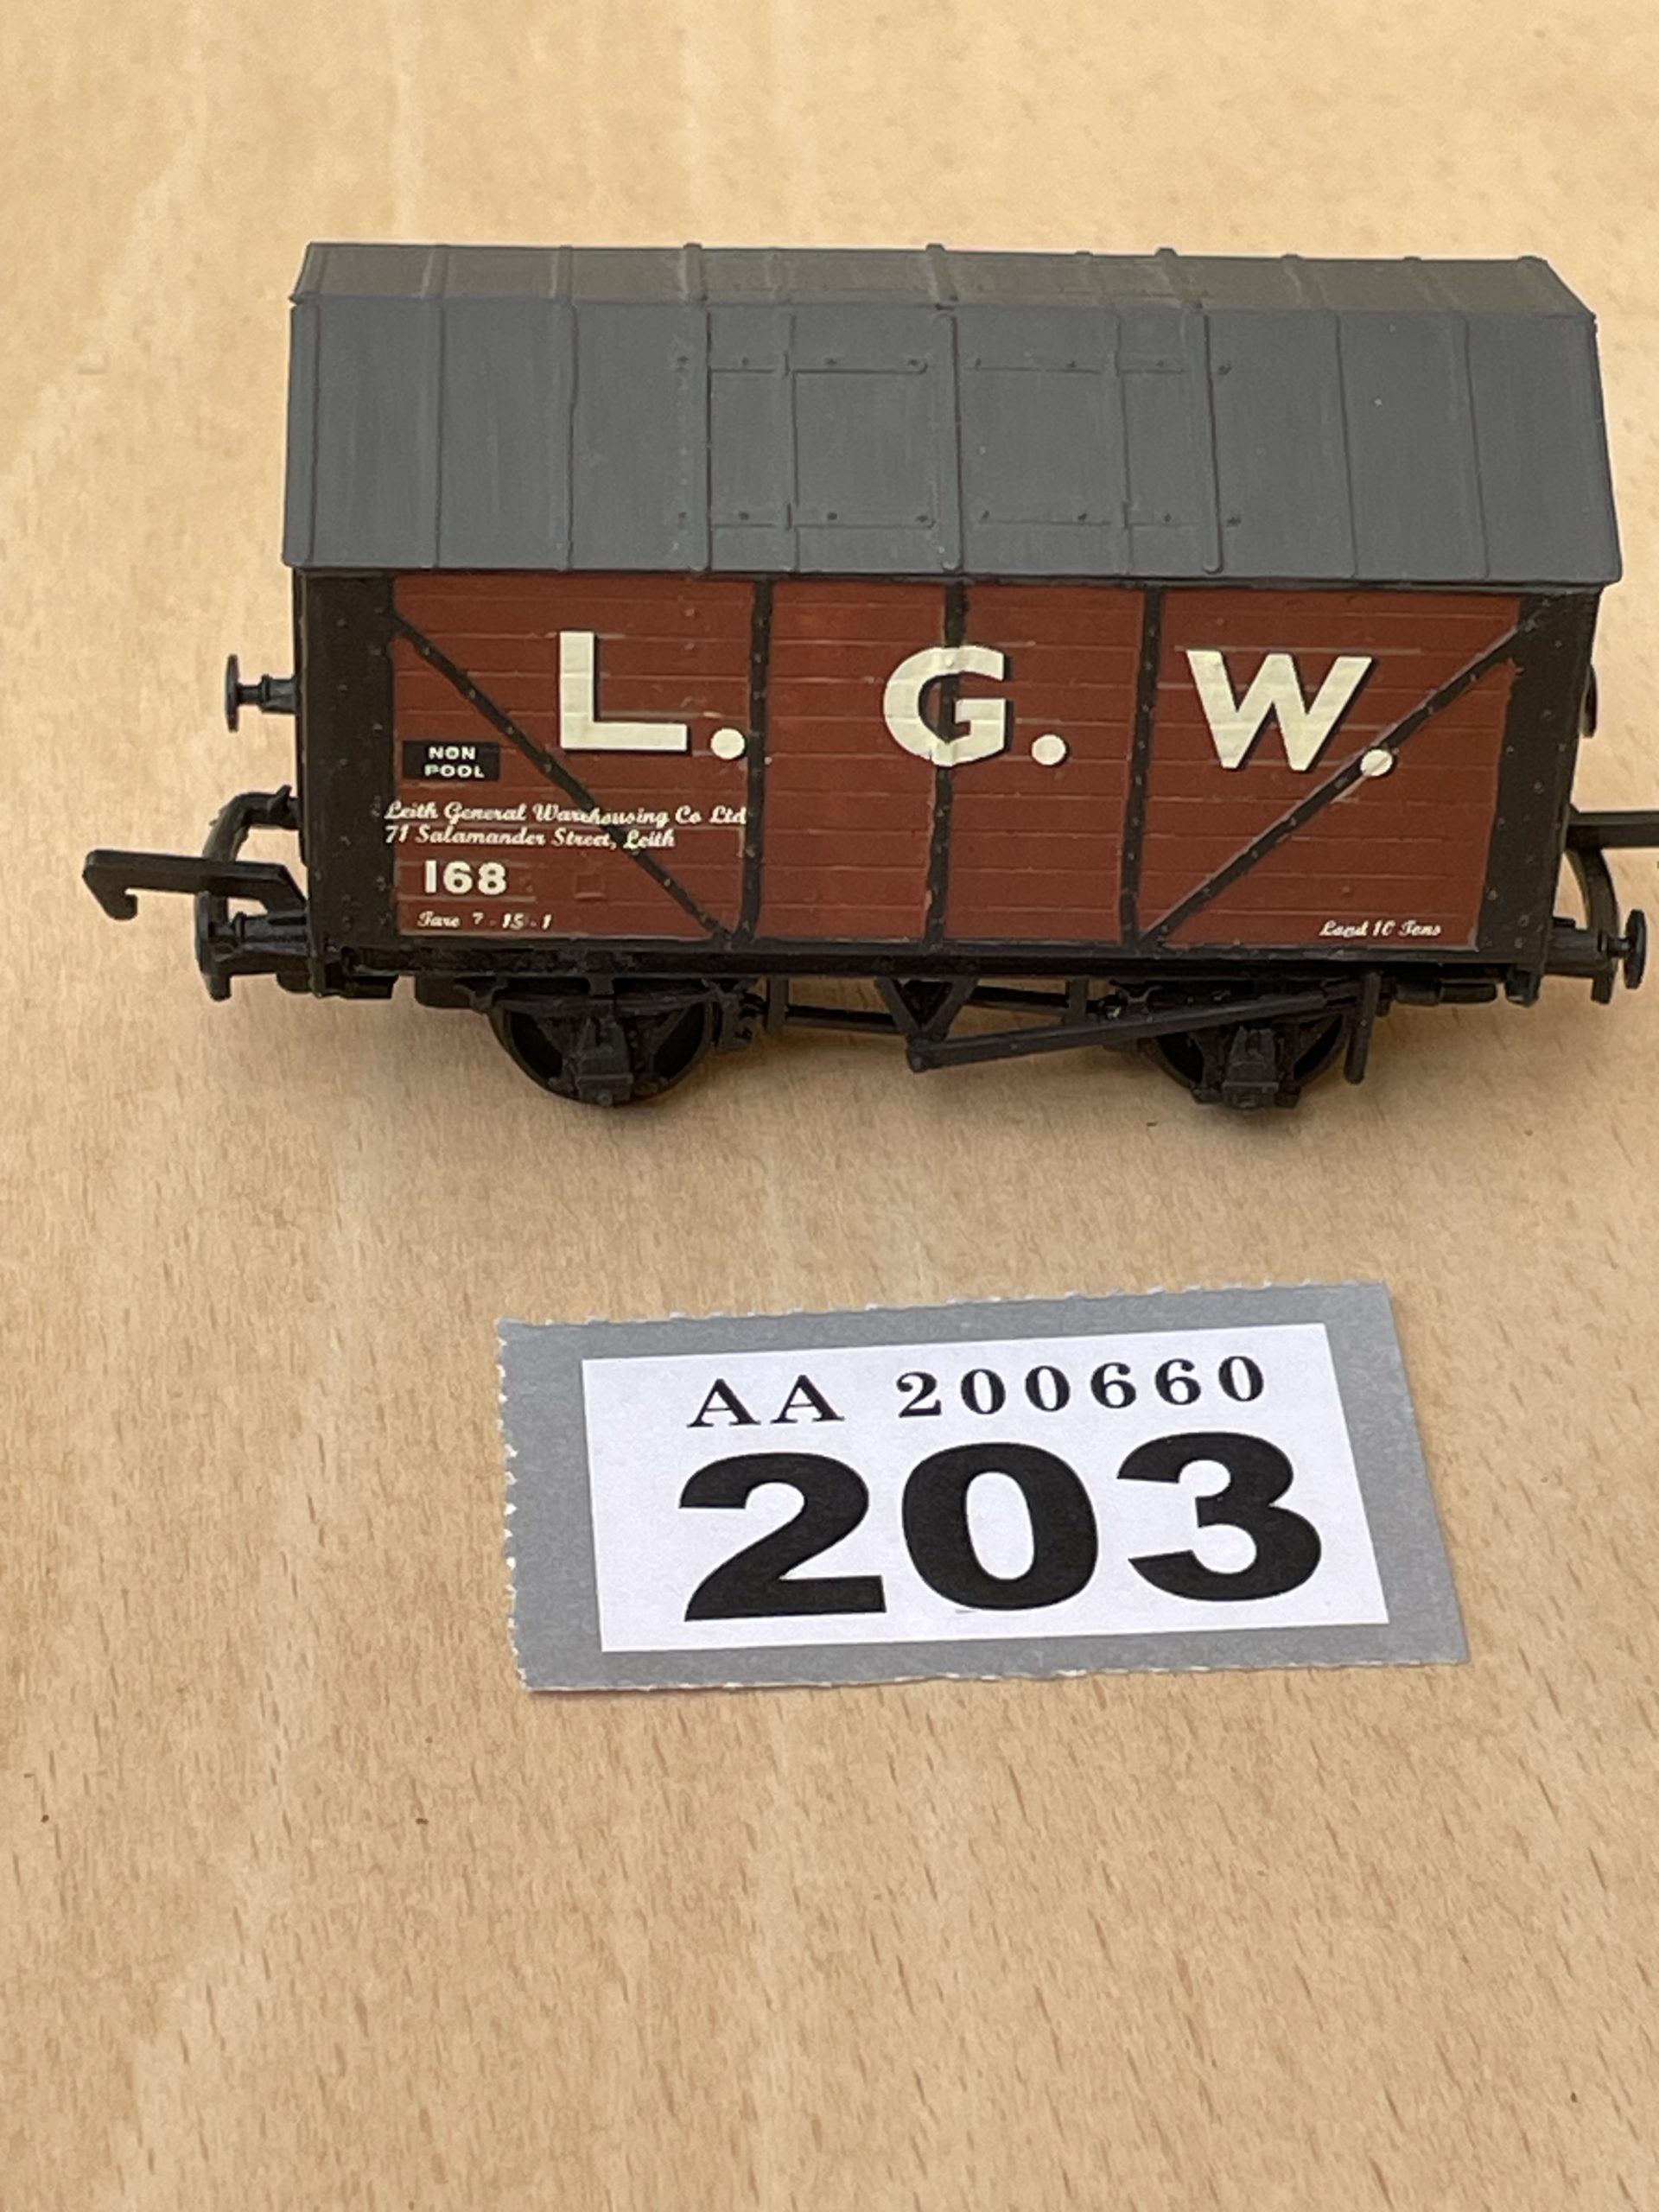 L. G. W.
NON
POOL
Leith General Warehousing Co Ltd
71 Salamander Street, Leith
168
Tare 7 - 15 - 1
Load 10 Tons
AA 200660
203